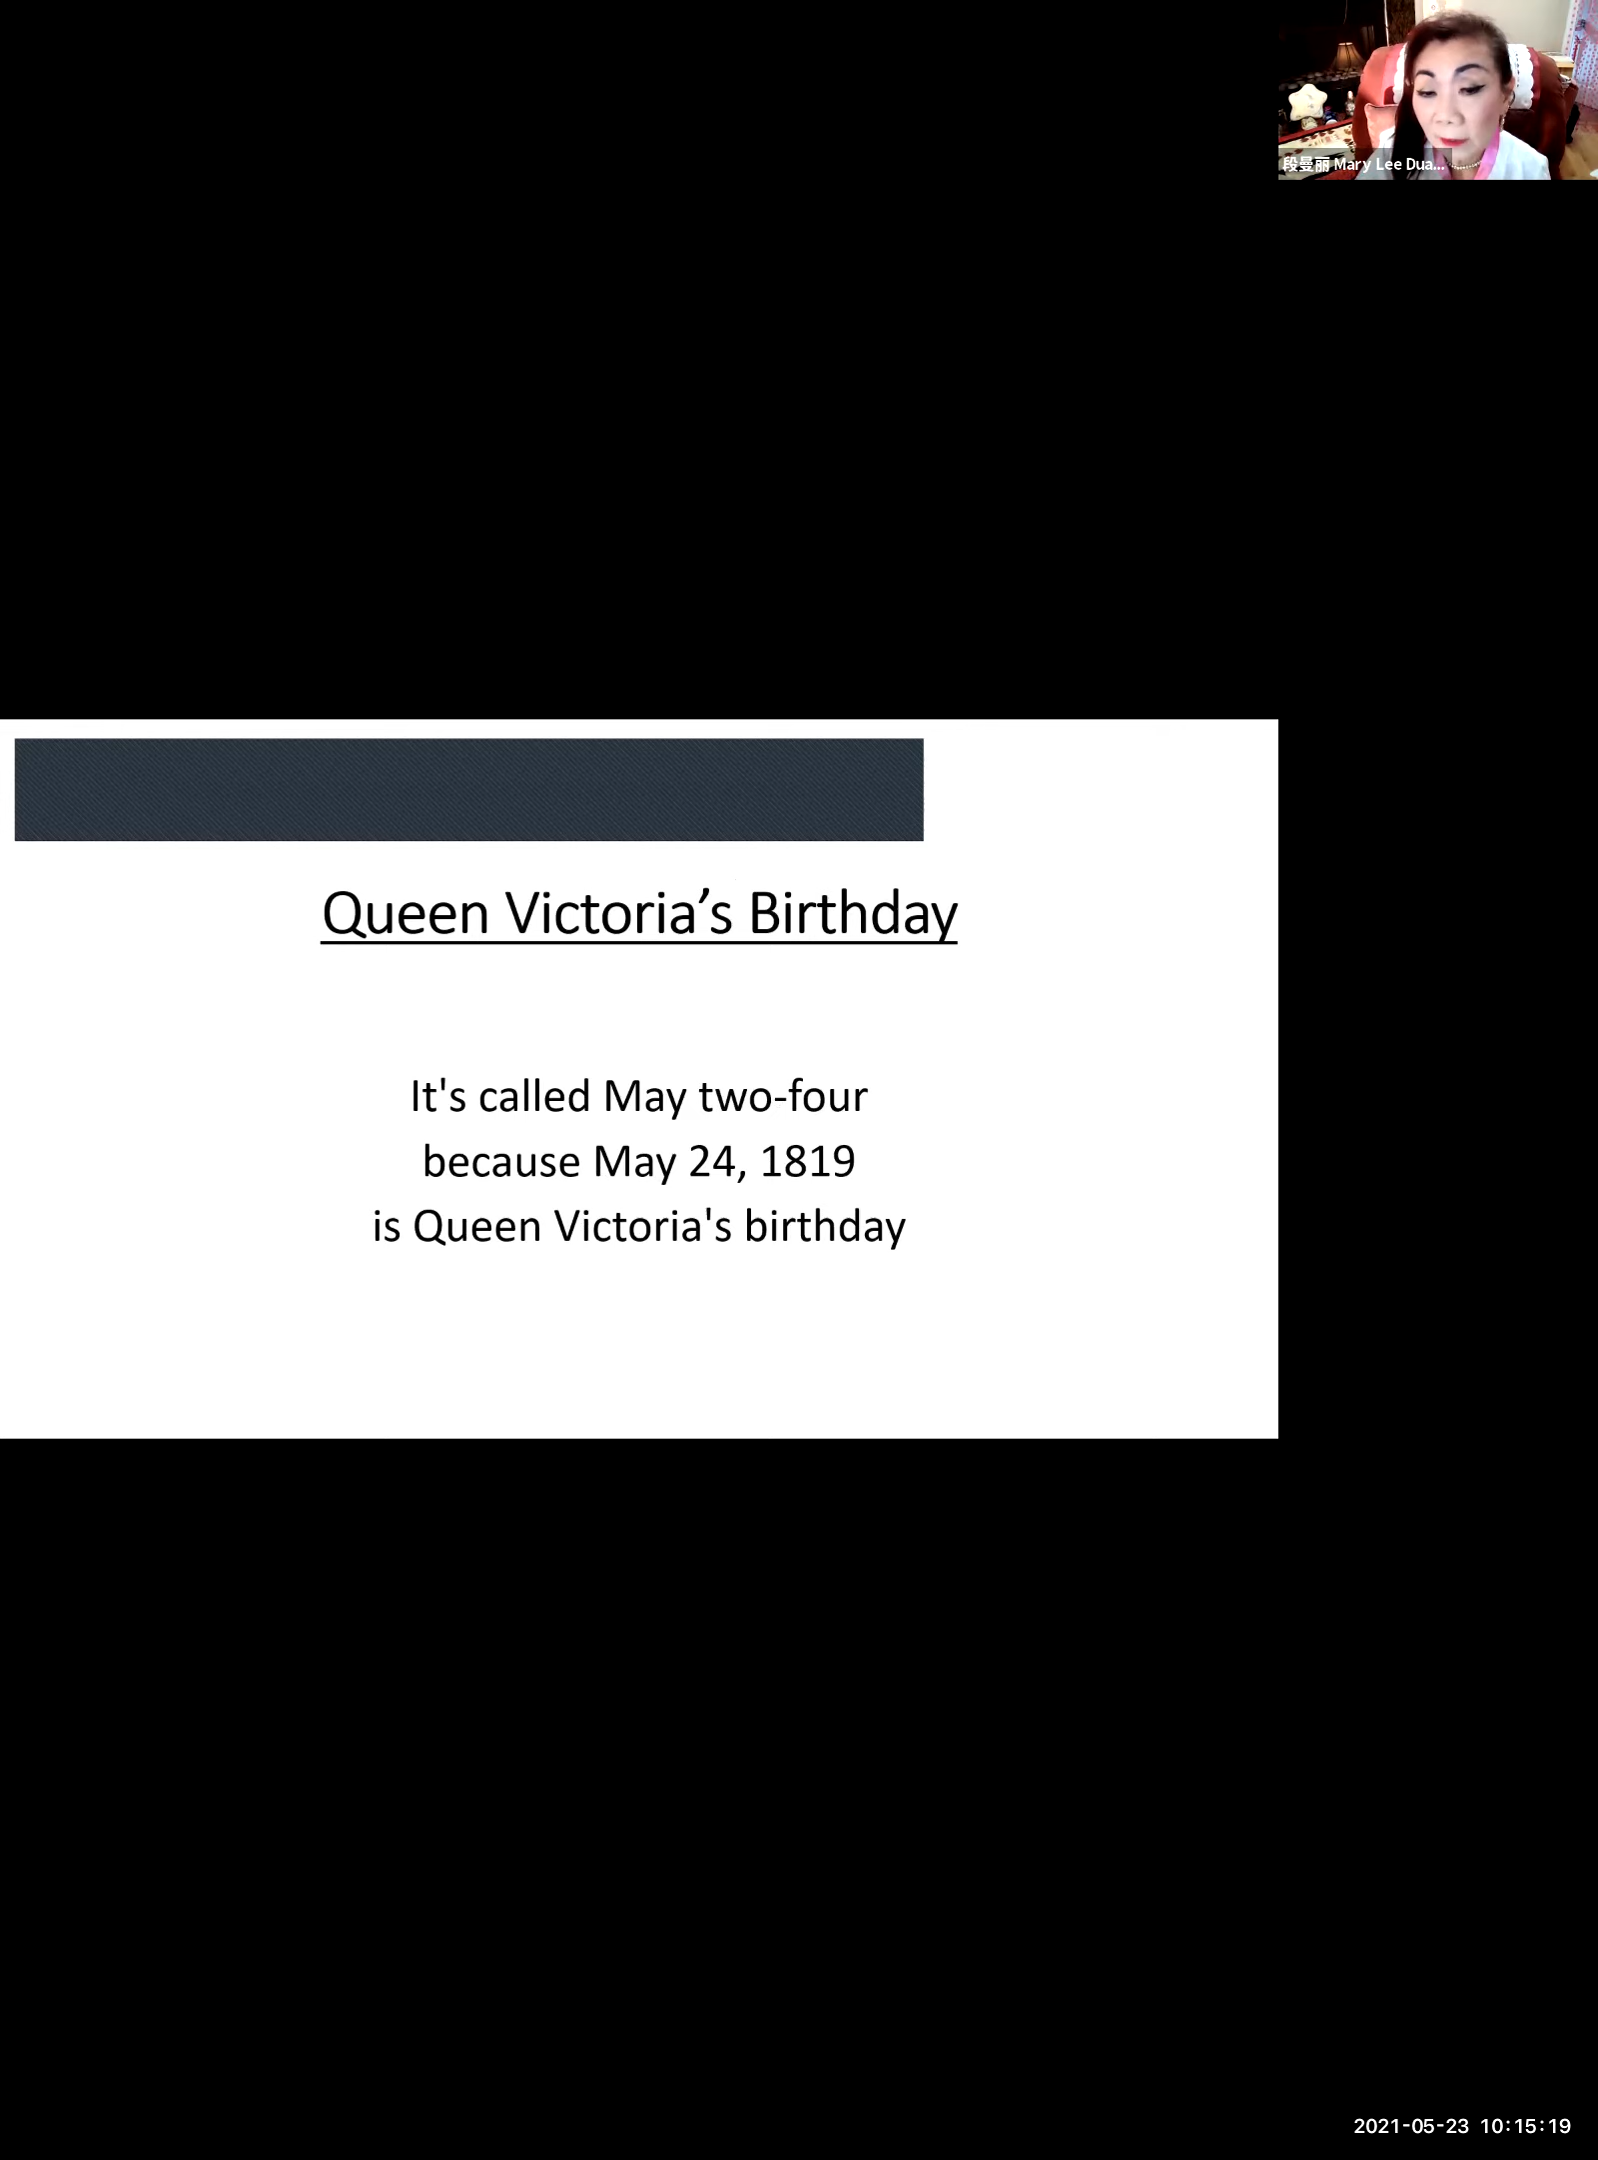 段曼丽 Mary Lee Dua...
Queen Victoria’s Birthday
It's called May two-four
because May 24, 1819
is Queen Victoria's birthday
2021-05-23 10:15:19